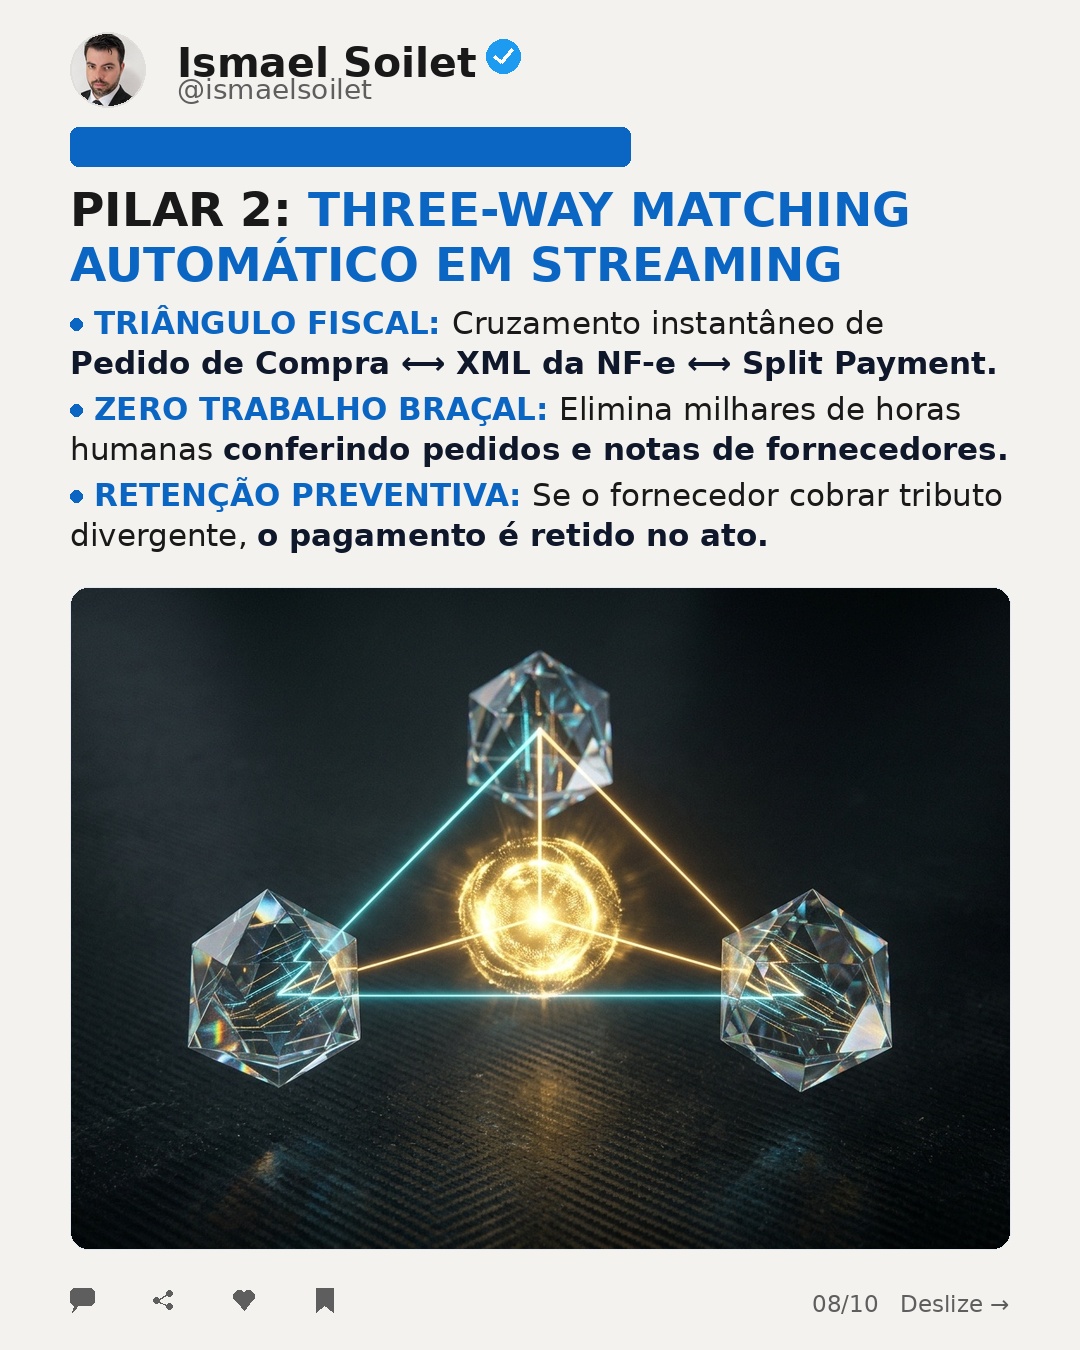 Ismael Soilet
@ismaelsoilet
PILAR 2: THREE-WAY MATCHING
AUTOMÁTICO EM STREAMING
• TRIÂNGULO FISCAL: Cruzamento instantâneo de
Pedido de Compra ⟷ XML da NF-e ⟷ Split Payment.
• ZERO TRABALHO BRAÇAL: Elimina milhares de horas
humanas conferindo pedidos e notas de fornecedores.
• RETENÇÃO PREVENTIVA: Se o fornecedor cobrar tributo
divergente, o pagamento é retido no ato.
08/10 Deslize →